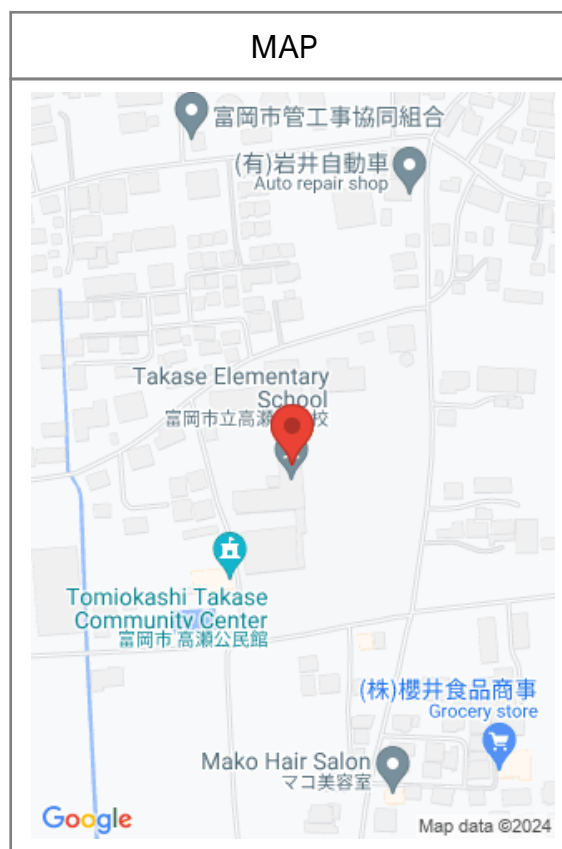 MAP
富岡市管工事協同組合
(有)岩井自動車
Auto repair shop
Takase Elementary
School
富岡市立高瀬 校
Tomiokashi Takase
Community Center
富岡市 高瀬公民館
(株)櫻井食品商事
Grocery store
Mako Hair Salon
マコ美容室
Google
Map data ©2024